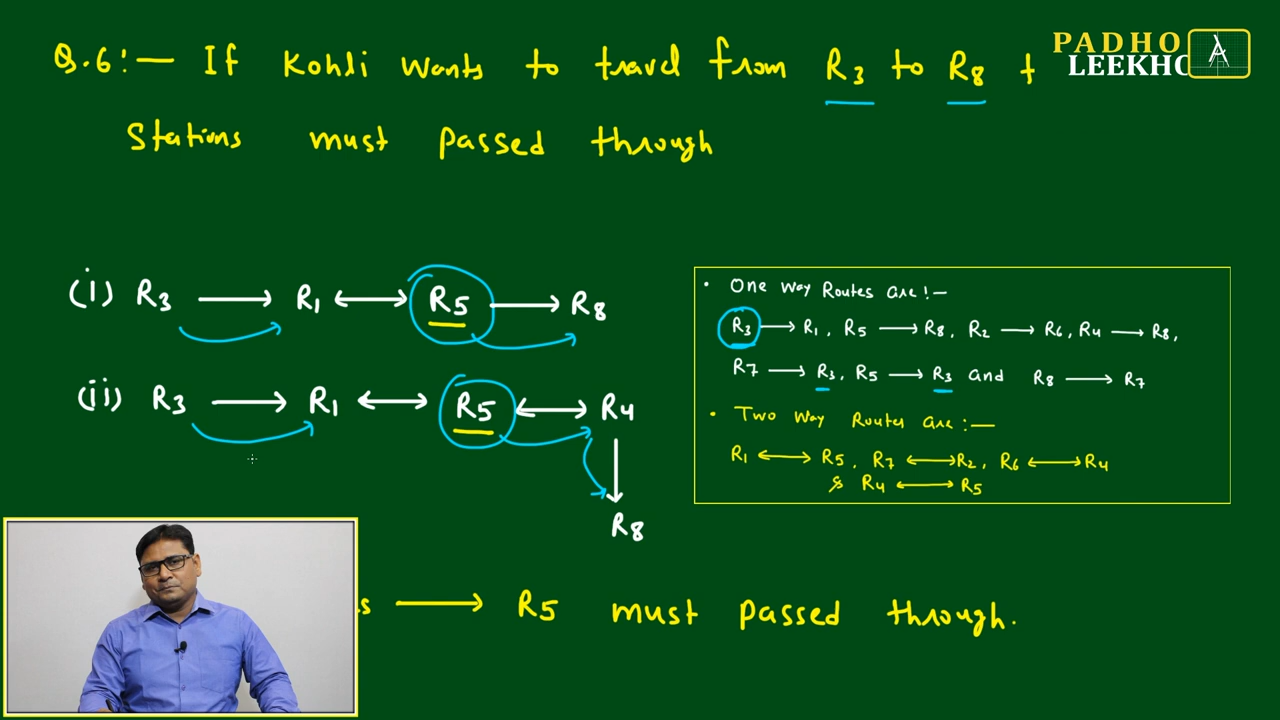 Q.6:- If Kohli wants to travel from R3 to R8 t
Stations must passed through
PADHO
LEEKHO
(i) R3 → R1 ↔ R5 → R8
(ii) R3 → R1 ↔ R5 ↔ R4
↓
R8
• One Way Routes are:-
R3 → R1, R5 → R8, R2 → R6, R4 → R8,
R7 → R3, R5 → R3 and R8 → R7
• Two Way Routes are:-
R1 ↔ R5, R7 ↔ R2, R6 ↔ R4
& R4 ↔ R5
s → R5 must passed through.